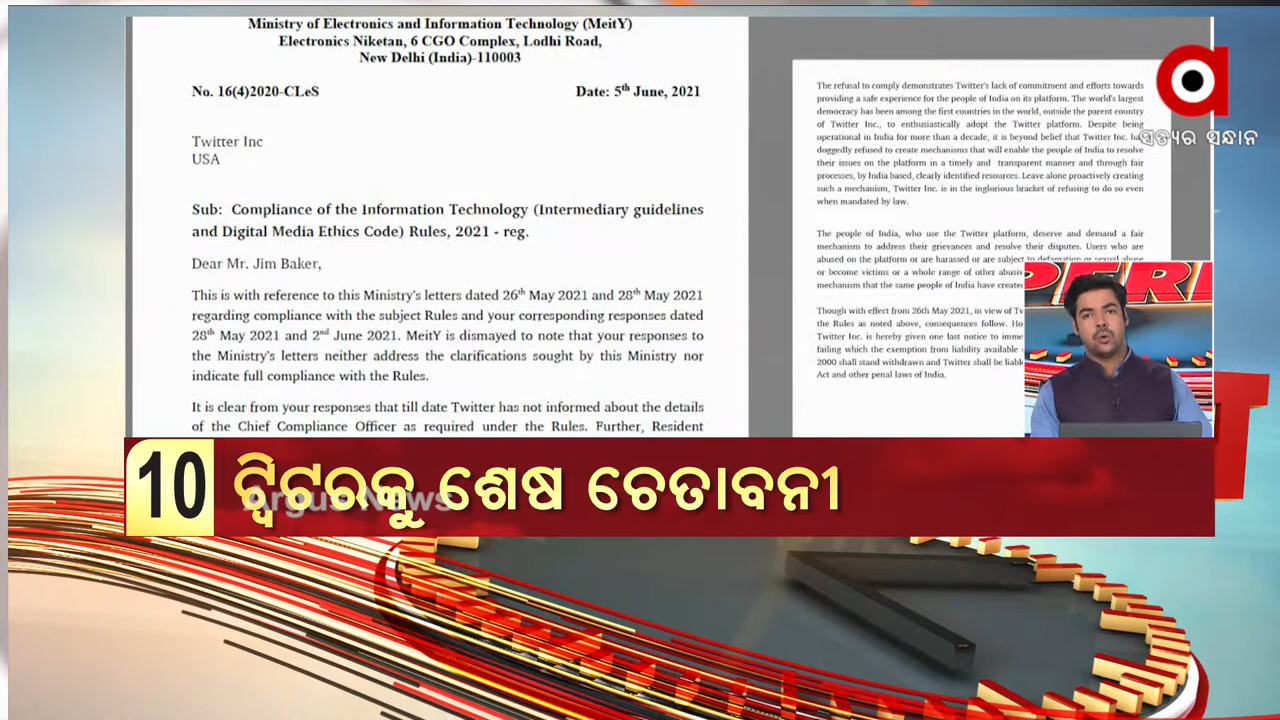 Ministry of Electronics and Information Technology (MeitY)
Electronics Niketan, 6 CGO Complex, Lodhi Road,
New Delhi (India)-110003
No. 16(4)2020-CLeS
Date: 5th June, 2021
Twitter Inc
USA
Sub: Compliance of the Information Technology (Intermediary guidelines
and Digital Media Ethics Code) Rules, 2021 - reg.
Dear Mr. Jim Baker,
This is with reference to this Ministry's letters dated 26th May 2021 and 28th May 2021
regarding compliance with the subject Rules and your corresponding responses dated
28th May 2021 and 2nd June 2021. MeitY is dismayed to note that your responses to
the Ministry's letters neither address the clarifications sought by this Ministry nor
indicate full compliance with the Rules.
It is clear from your responses that till date Twitter has not informed about the details
of the Chief Compliance Officer as required under the Rules. Further, Resident
The refusal to comply demonstrates Twitter's lack of commitment and efforts towards
providing a safe experience for the people of India on its platform. The world's largest
democracy has been among the first countries in the world, outside the parent country
of Twitter Inc., to enthusiastically adopt the Twitter platform. Despite being
operational in India for more than a decade, it is beyond belief that Twitter Inc. ha
doggedly refused to create mechanisms that will enable the people of India to resolve
their issues on the platform in a timely and transparent manner and through fair
processes, by India based, clearly identified resources. Leave alone proactively creating
such a mechanism, Twitter Inc. is in the inglorious bracket of refusing to do so even
when mandated by law.
The people of India, who use the Twitter platform, deserve and demand a fair
mechanism to address their grievances and resolve their disputes. Users who are
abused on the platform or are harassed or are subject to defamation or sexual abuse
or become victims or a whole range of other abusiv
mechanism that the same people of India have create
Though with effect from 26th May 2021, in view of Tw
the Rules as noted above, consequences follow. Ho
Twitter Inc. is hereby given one last notice to imme
failing which the exemption from liability available
2000 shall stand withdrawn and Twitter shall be liabl
Act and other penal laws of India.
ସତ୍ୟର ସନ୍ଧାନ
10 ଟ୍ୱିଟରକୁ ଶେଷ ଚେତାବନୀ
Argus News